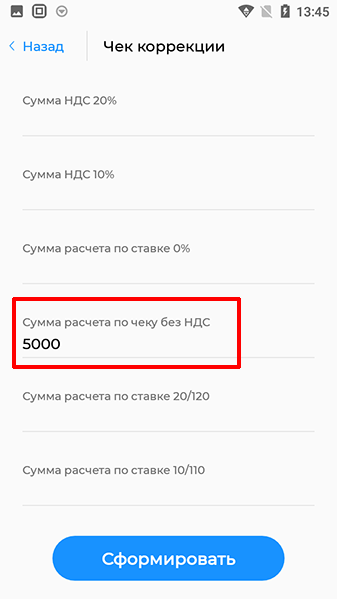 13:45
Назад
Чек коррекции
Сумма НДС 20%
Сумма НДС 10%
Сумма расчета по ставке 0%
Сумма расчета по чеку без НДС
5000
Сумма расчета по ставке 20/120
Сумма расчета по ставке 10/110
Сформировать